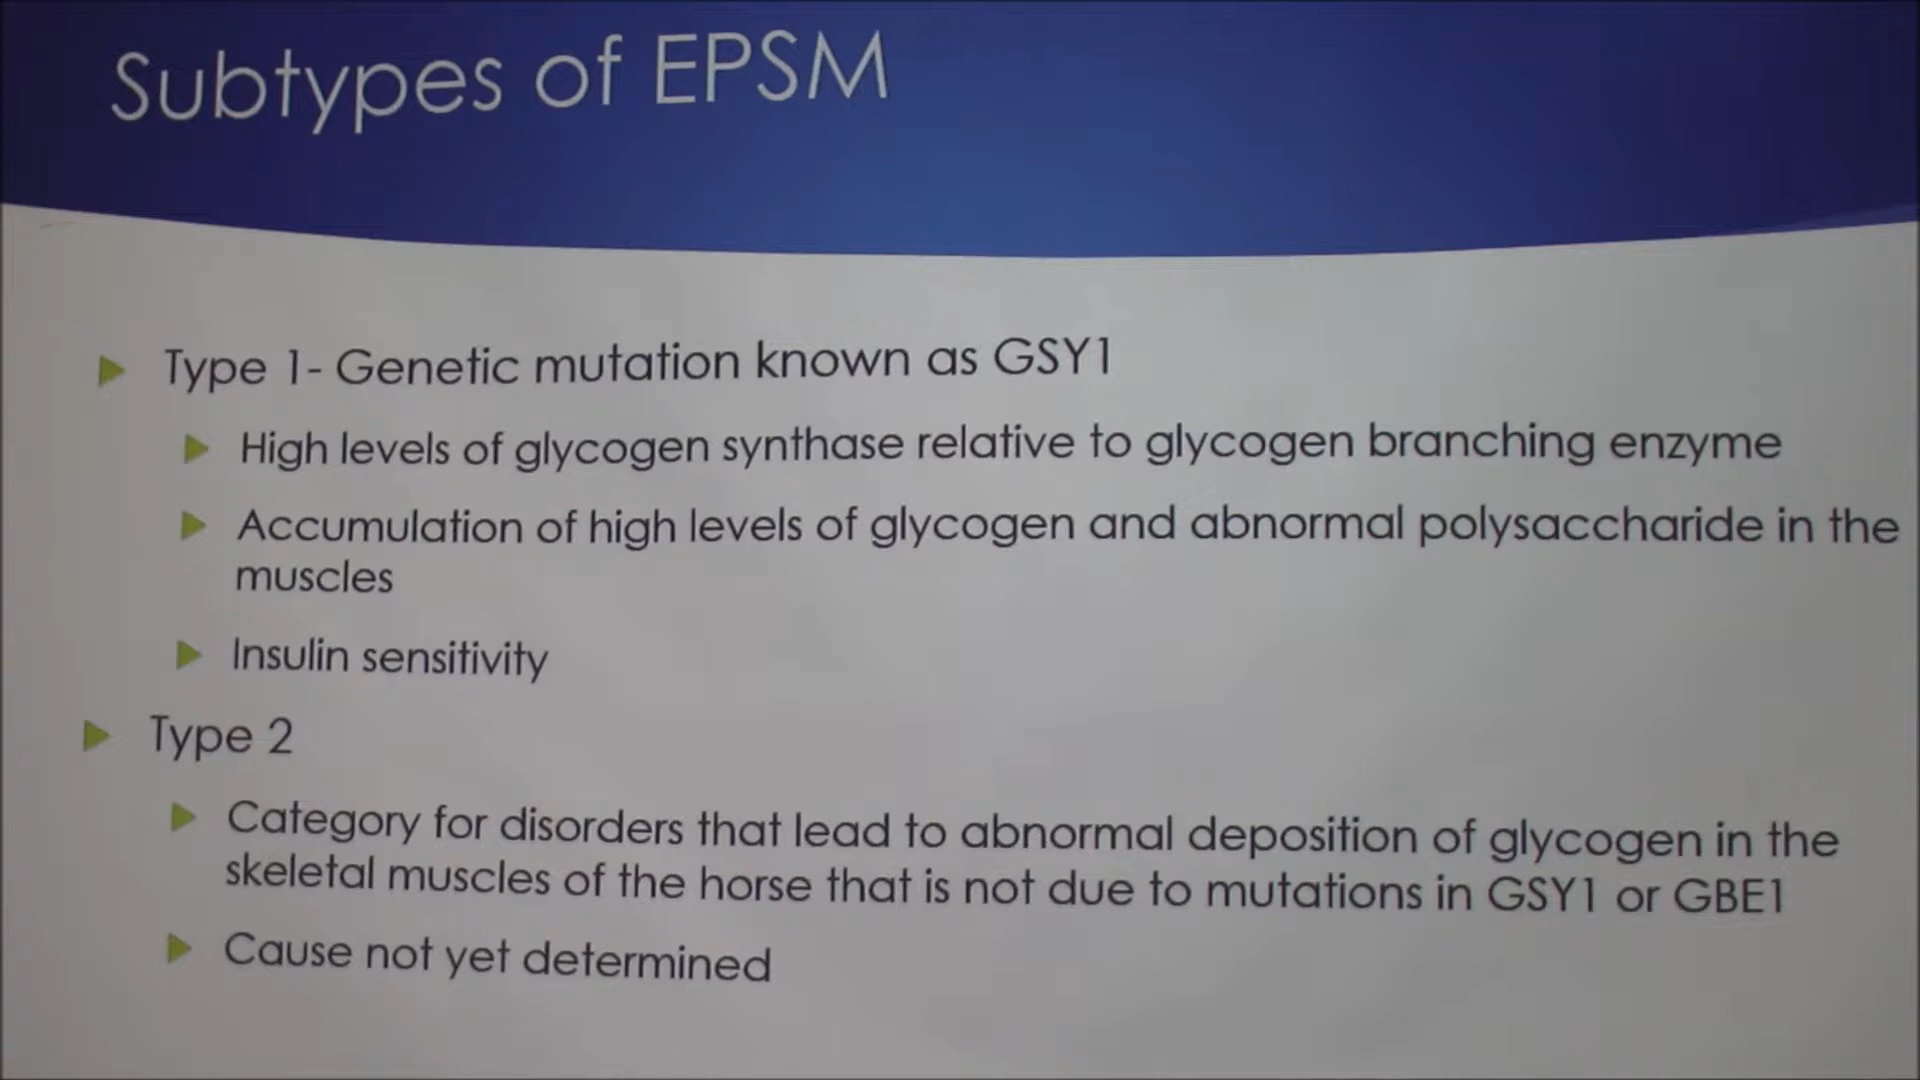 Subtypes of EPSM
Type 1- Genetic mutation known as GSY1
High levels of glycogen synthase relative to glycogen branching enzyme
Accumulation of high levels of glycogen and abnormal polysaccharide in the
muscles
Insulin sensitivity
Type 2
Category for disorders that lead to abnormal deposition of glycogen in the
skeletal muscles of the horse that is not due to mutations in GSY1 or GBE1
Cause not yet determined